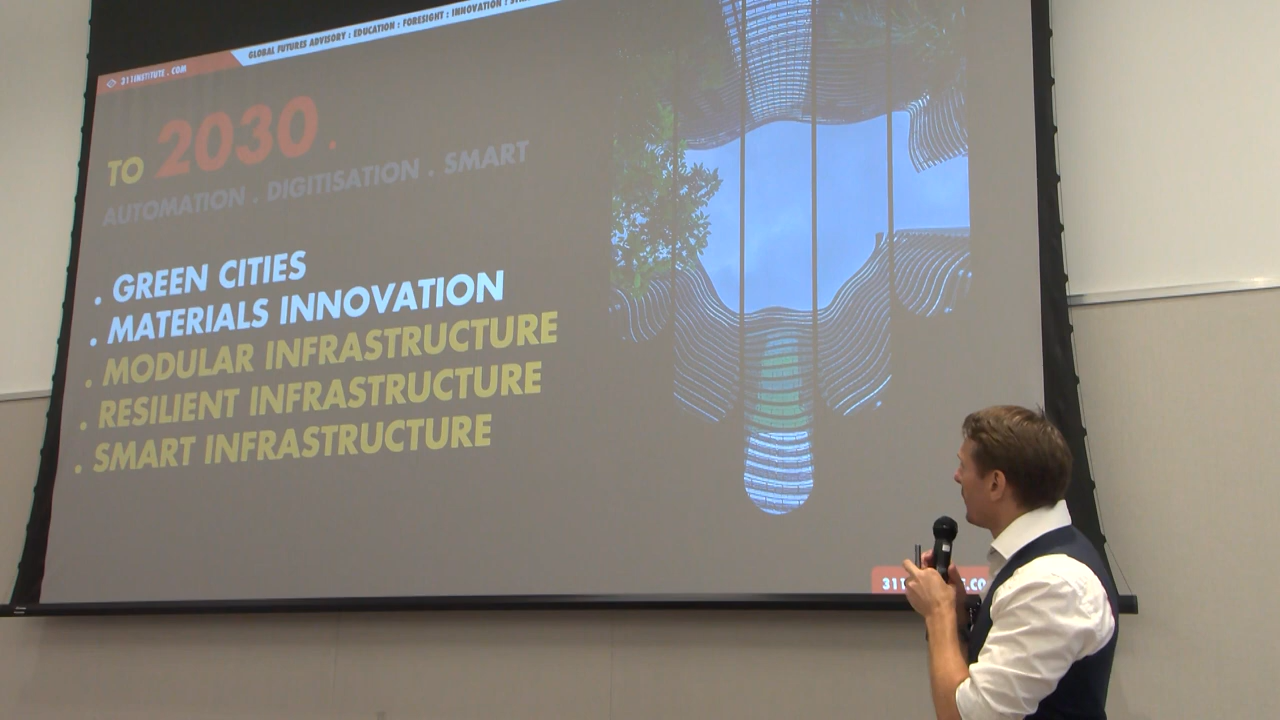 311INSTITUTE . COM
GLOBAL FUTURES ADVISORY : EDUCATION : FORESIGHT : INNOVATION :
TO 2030 .
AUTOMATION . DIGITISATION . SMART
. GREEN CITIES
. MATERIALS INNOVATION
. MODULAR INFRASTRUCTURE
. RESILIENT INFRASTRUCTURE
. SMART INFRASTRUCTURE